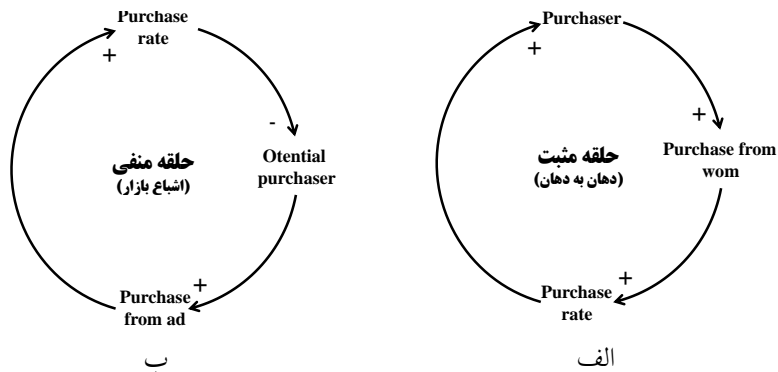 Purchase
rate
+
-
Otential
purchaser
+
Purchase
from ad
حلقه منفی
(اشباع بازار)
ب
Purchaser
+
+
Purchase from
wom
+
Purchase
rate
حلقه مثبت
(دهان به دهان)
الف